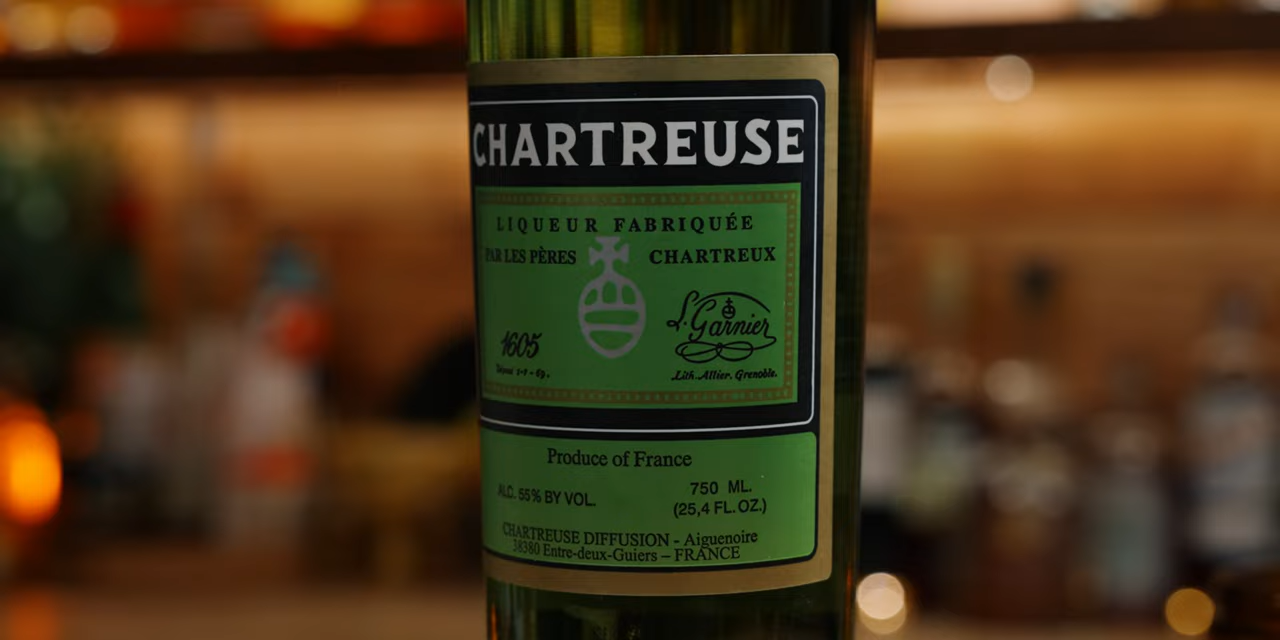 CHARTREUSE
LIQUEUR FABRIQUÉE
PAR LES PÈRES CHARTREUX
1605
L. Garnier
Lith. Allier. Grenoble.
Produce of France
ALC. 55% BY VOL.
750 ML.
(25,4 FL. OZ.)
CHARTREUSE DIFFUSION - Aiguenoire
38380 Entre-deux-Guiers – FRANCE